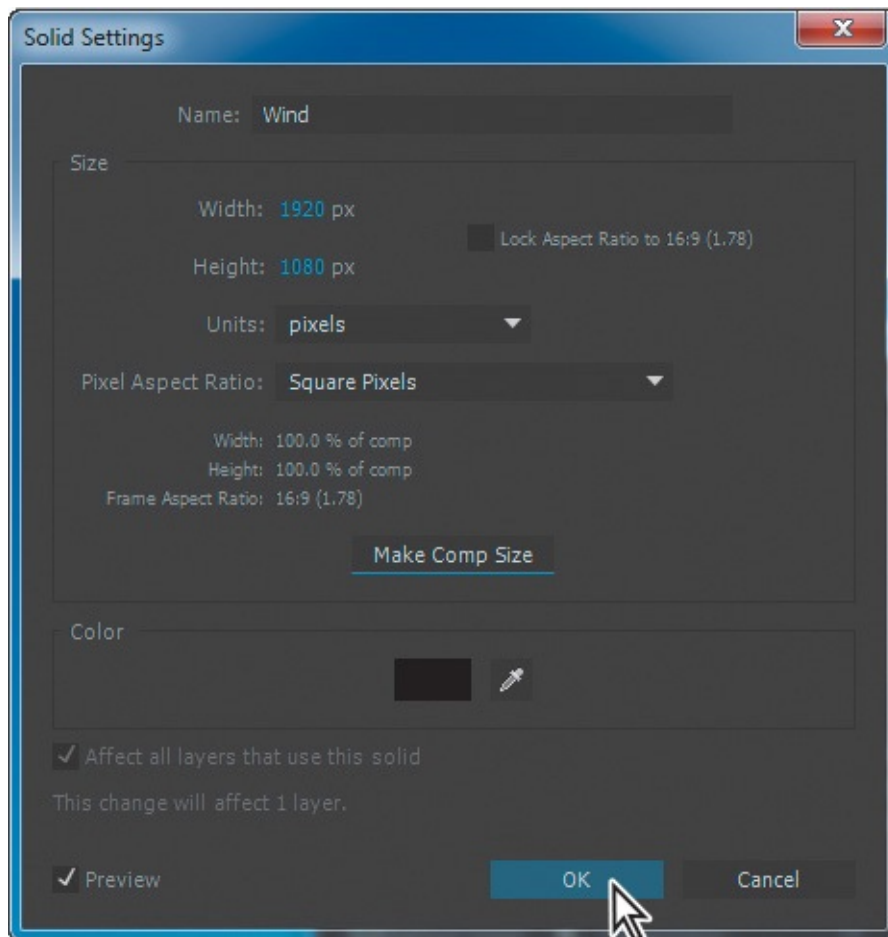 Solid Settings
Name: Wind
Size
Width: 1920 px
Lock Aspect Ratio to 16:9 (1.78)
Height: 1080 px
Units: pixels
Pixel Aspect Ratio: Square Pixels
Width: 100.0 % of comp
Height: 100.0 % of comp
Frame Aspect Ratio: 16:9 (1.78)
Make Comp Size
Color
Affect all layers that use this solid
This change will affect 1 layer.
Preview OK Cancel